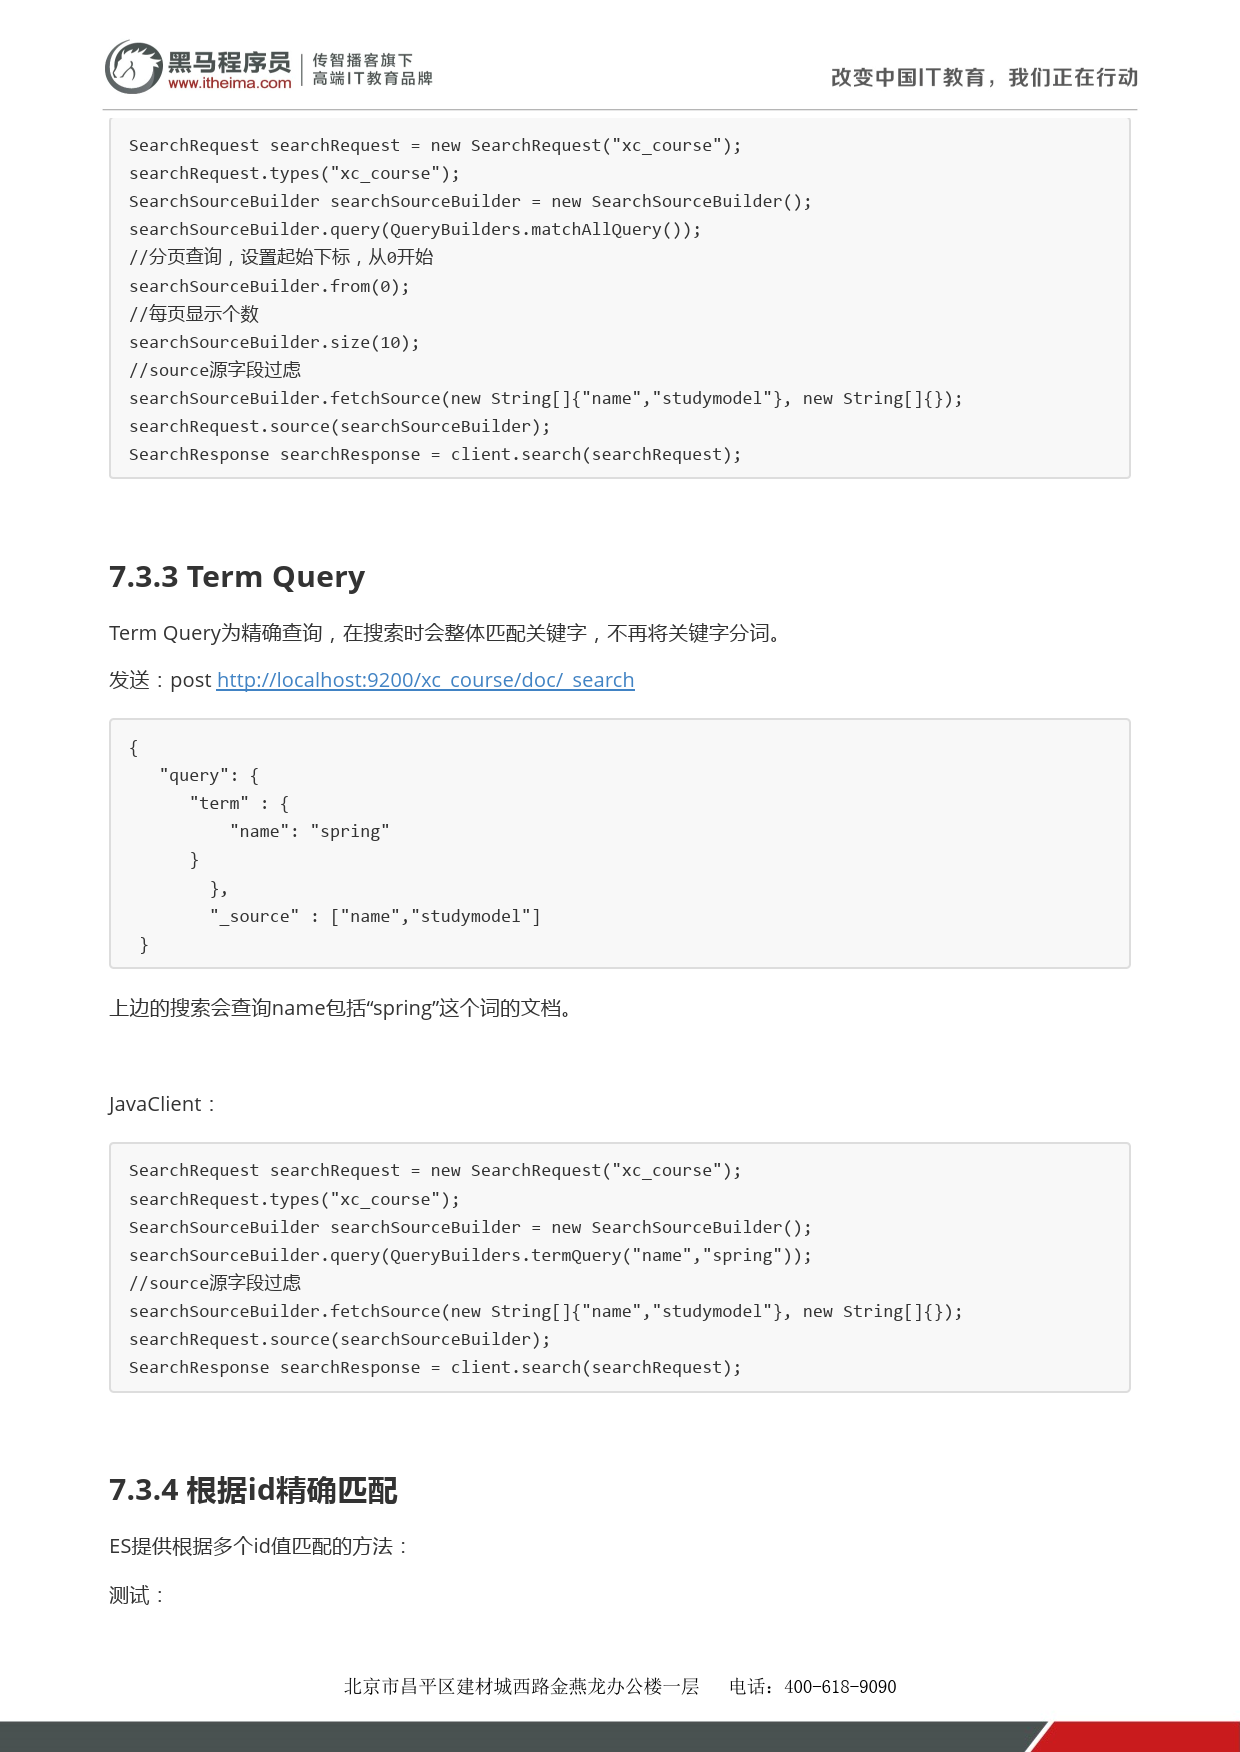 黑马程序员
www.itheima.com
传智播客旗下
高端IT教育品牌
改变中国IT教育，我们正在行动
SearchRequest searchRequest = new SearchRequest("xc_course");
searchRequest.types("xc_course");
SearchSourceBuilder searchSourceBuilder = new SearchSourceBuilder();
searchSourceBuilder.query(QueryBuilders.matchAllQuery());
//分页查询，设置起始下标，从0开始
searchSourceBuilder.from(0);
//每页显示个数
searchSourceBuilder.size(10);
//source源字段过虑
searchSourceBuilder.fetchSource(new String[]{"name","studymodel"}, new String[]{});
searchRequest.source(searchSourceBuilder);
SearchResponse searchResponse = client.search(searchRequest);
7.3.3 Term Query
Term Query为精确查询，在搜索时会整体匹配关键字，不再将关键字分词。
发送：post http://localhost:9200/xc_course/doc/_search
{
   "query": {
      "term" : {
          "name": "spring"
      }
        },
        "_source" : ["name","studymodel"]
 }
上边的搜索会查询name包括“spring”这个词的文档。
JavaClient：
SearchRequest searchRequest = new SearchRequest("xc_course");
searchRequest.types("xc_course");
SearchSourceBuilder searchSourceBuilder = new SearchSourceBuilder();
searchSourceBuilder.query(QueryBuilders.termQuery("name","spring"));
//source源字段过虑
searchSourceBuilder.fetchSource(new String[]{"name","studymodel"}, new String[]{});
searchRequest.source(searchSourceBuilder);
SearchResponse searchResponse = client.search(searchRequest);
7.3.4 根据id精确匹配
ES提供根据多个id值匹配的方法：
测试：
北京市昌平区建材城西路金燕龙办公楼一层 电话：400-618-9090